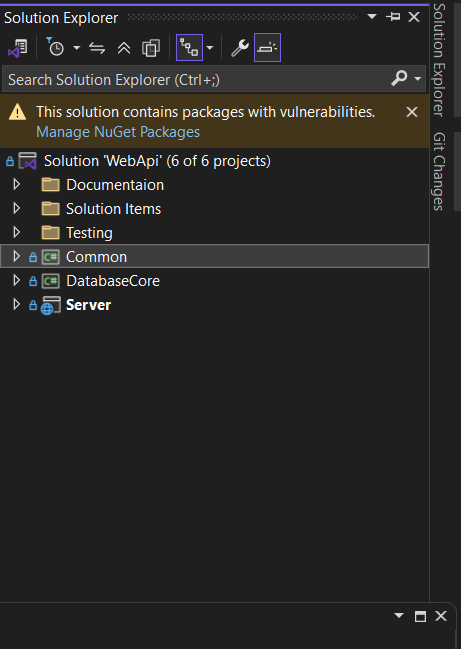 Solution Explorer
Search Solution Explorer (Ctrl+;)
This solution contains packages with vulnerabilities.
Manage NuGet Packages
Solution 'WebApi' (6 of 6 projects)
Documentaion
Solution Items
Testing
C# Common
C# DatabaseCore
Server
Solution Explorer
Git Changes